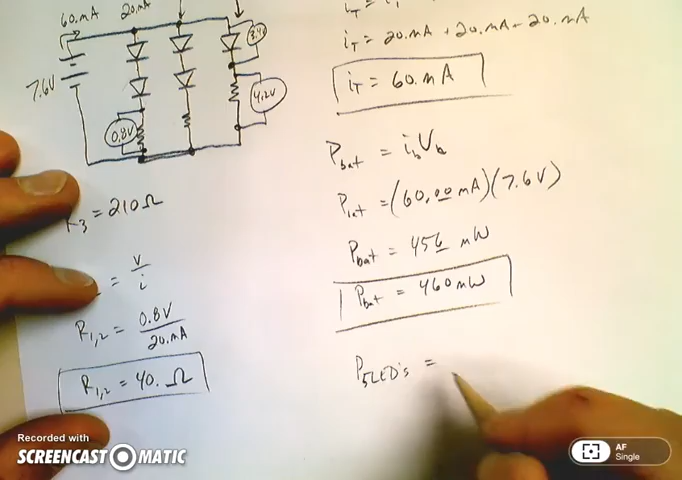 60.mA 20.mA
7.6V
3.4V
4.2V
0.8V
R3 = 210Ω
= v/i
R1,2 = 0.8V/20.mA
R1,2 = 40. Ω
iT = 20.mA + 20.mA + 20.mA
iT = 60.mA
Pbat = ibVb
Pbat = (60.00 mA)(7.6V)
Pbat = 456 mW
Pbat = 460mW
P5LED's =
Recorded with
SCREENCAST MATIC
AF
Single